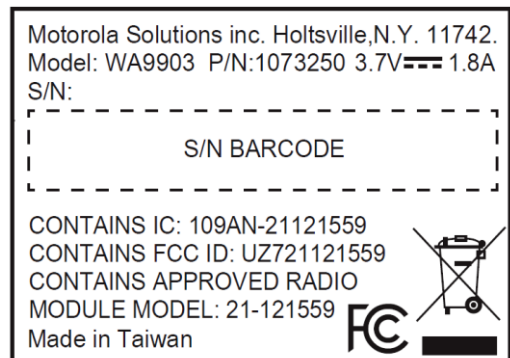 Motorola Solutions inc. Holtsville,N.Y. 11742.
Model: WA9903 P/N:1073250 3.7V⎓1.8A
S/N:
S/N BARCODE
CONTAINS IC: 109AN-21121559
CONTAINS FCC ID: UZ721121559
CONTAINS APPROVED RADIO
MODULE MODEL: 21-121559
Made in Taiwan
FC